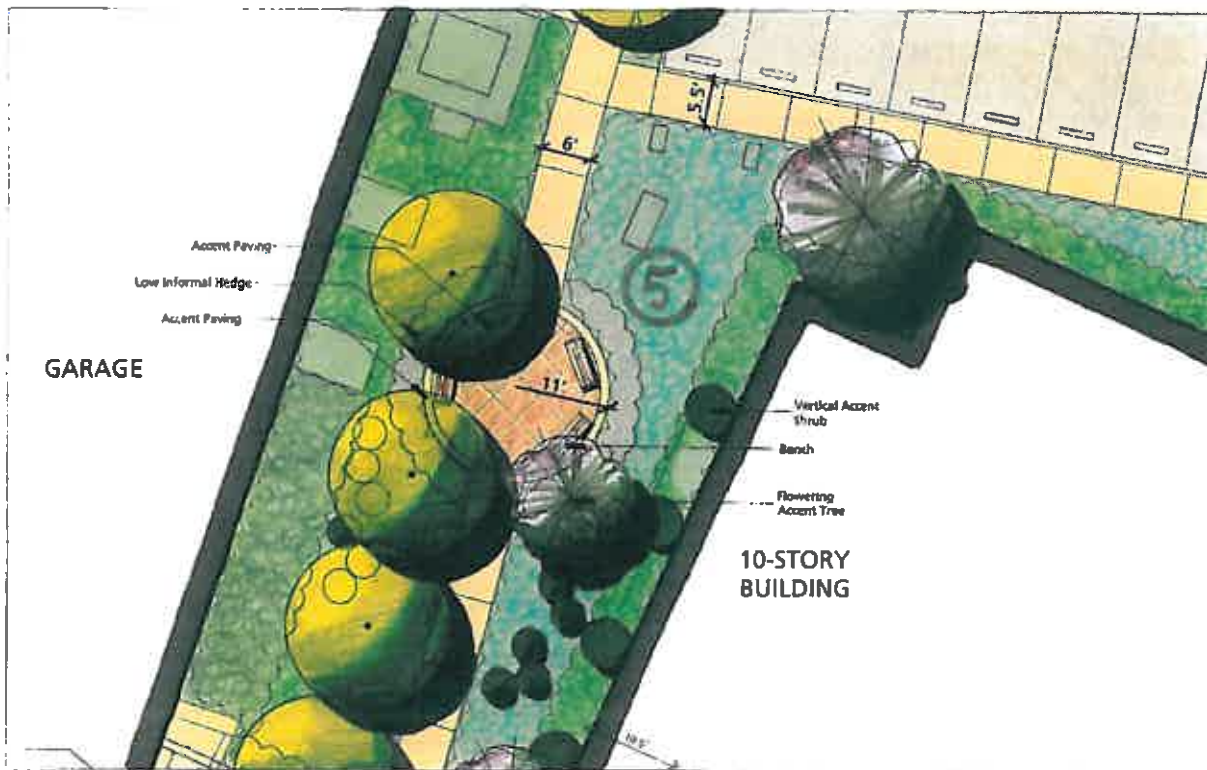 5.5'
6'
Accent Paving
Low Informal Hedge
Accent Paving
5
GARAGE
11'
Vertical Accent
Shrub
Bench
Flowering
Accent Tree
10-STORY
BUILDING